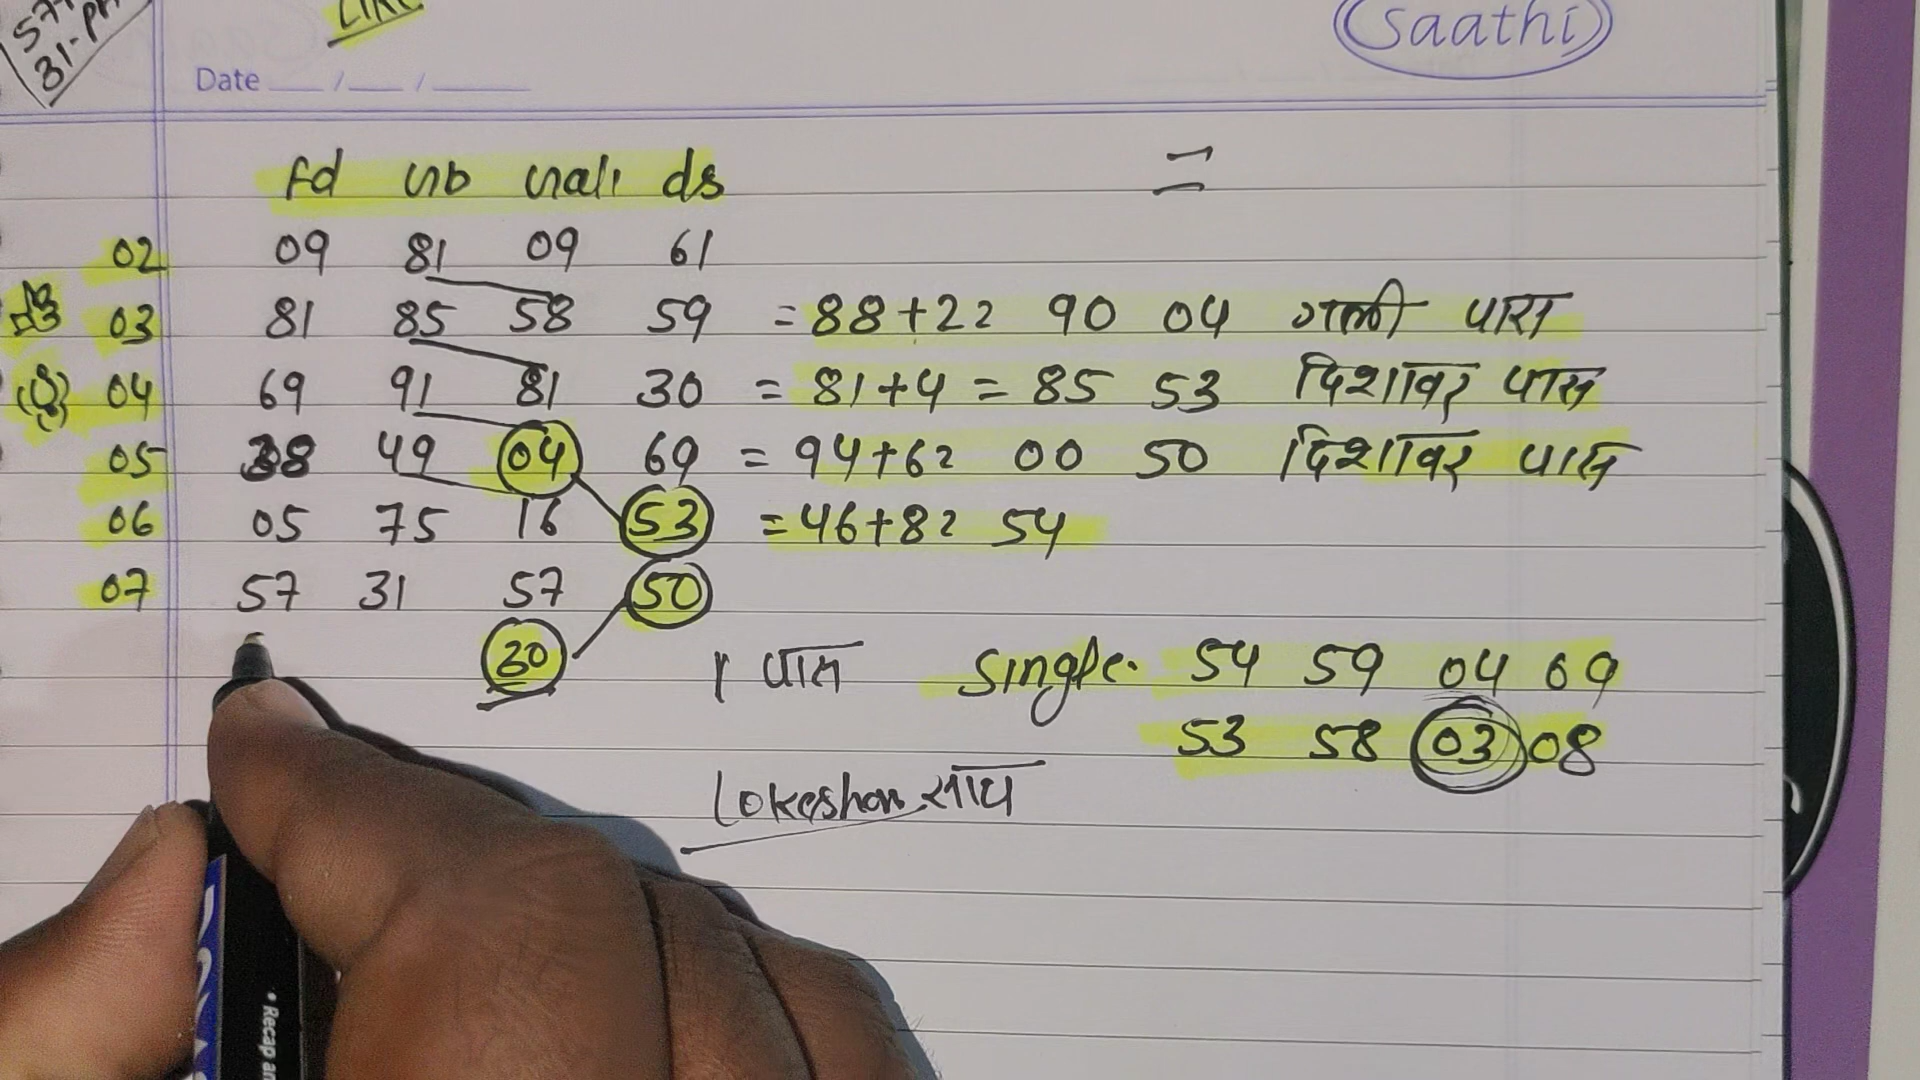 saathi
Date
fd gb gali ds
02 09 81 09 61
03 81 85 58 59 =88+22 90 04 गली पास
04 69 91 81 30 = 81+4 = 85 53 दिशावर पास
05 38 49 04 69 = 94+62 00 50 दिशावर पास
06 05 75 16 53 =46+82 54
07 57 31 57 50
30 पास Single. 54 59 04 09
53 58 03 08